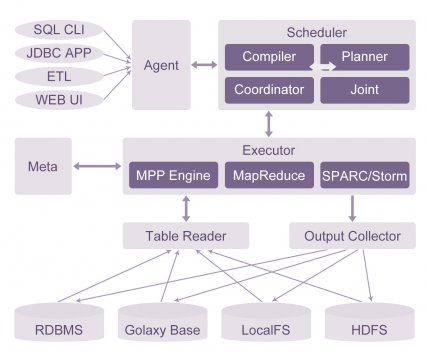 SQL CLI
JDBC APP
ETL
WEB UI
Agent
Scheduler
Compiler
Planner
Coordinator
Joint
Meta
Executor
MPP Engine
MapReduce
SPARC/Storm
Table Reader
Output Collector
RDBMS
Golaxy Base
LocalFS
HDFS